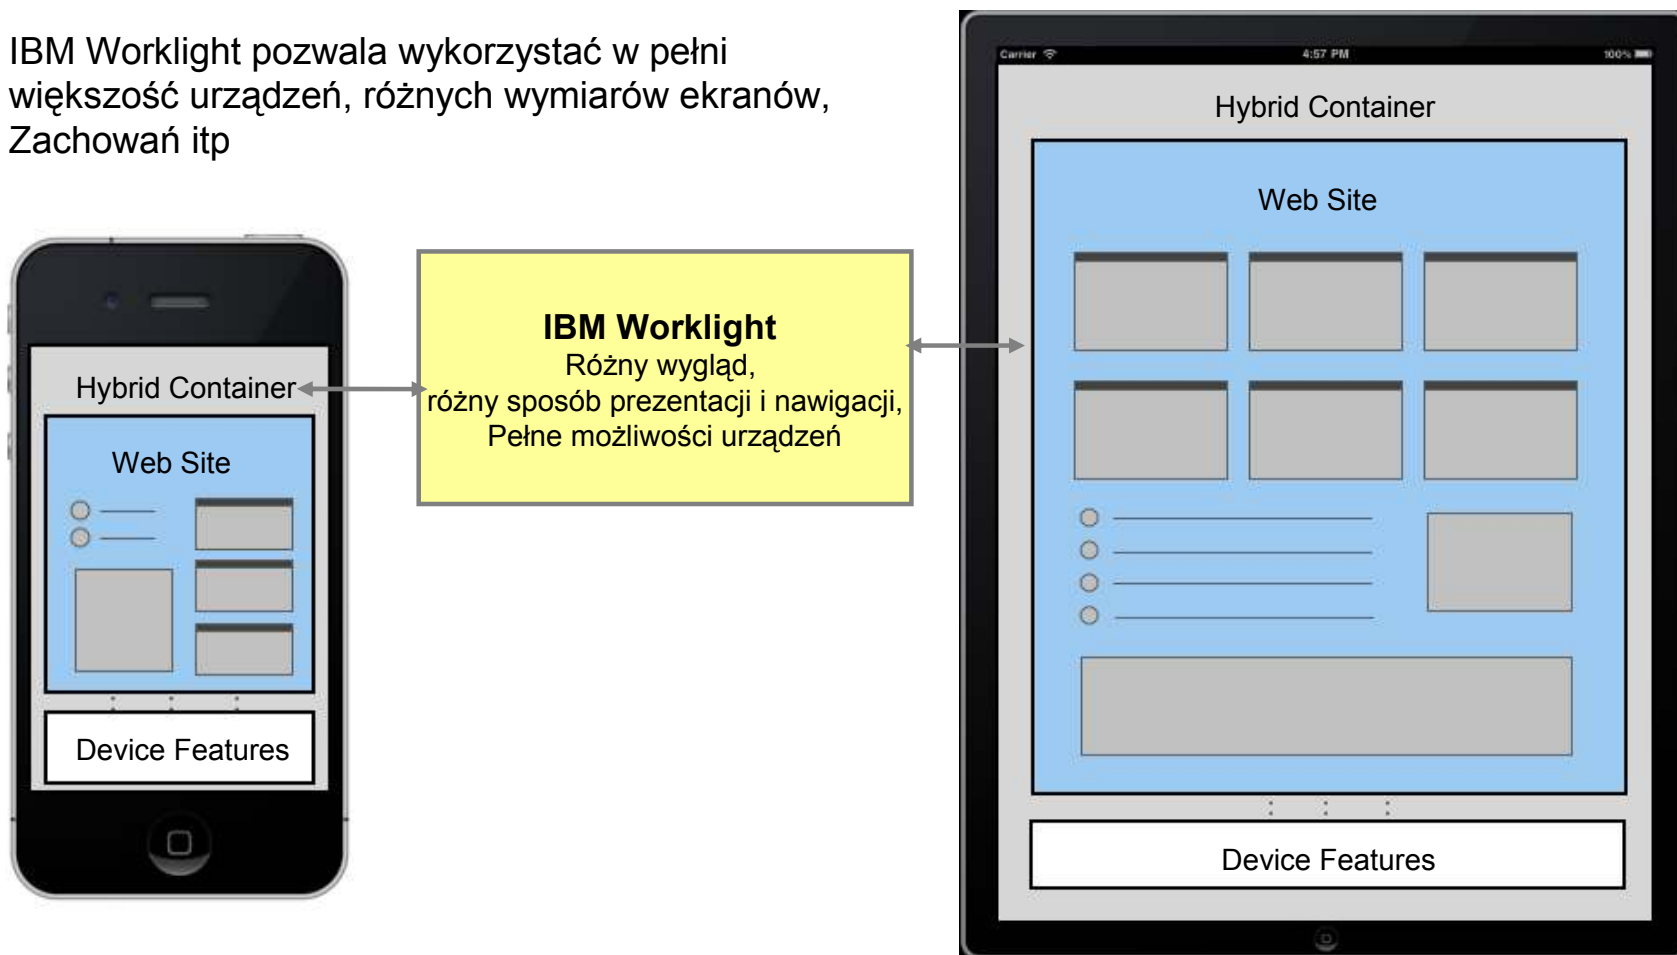 IBM Worklight pozwala wykorzystać w pełni
większość urządzeń, różnych wymiarów ekranów,
Zachowań itp
Hybrid Container
Web Site
Device Features
IBM Worklight
Różny wygląd,
różny sposób prezentacji i nawigacji,
Pełne możliwości urządzeń
Carrier 4:57 PM 100%
Hybrid Container
Web Site
Device Features